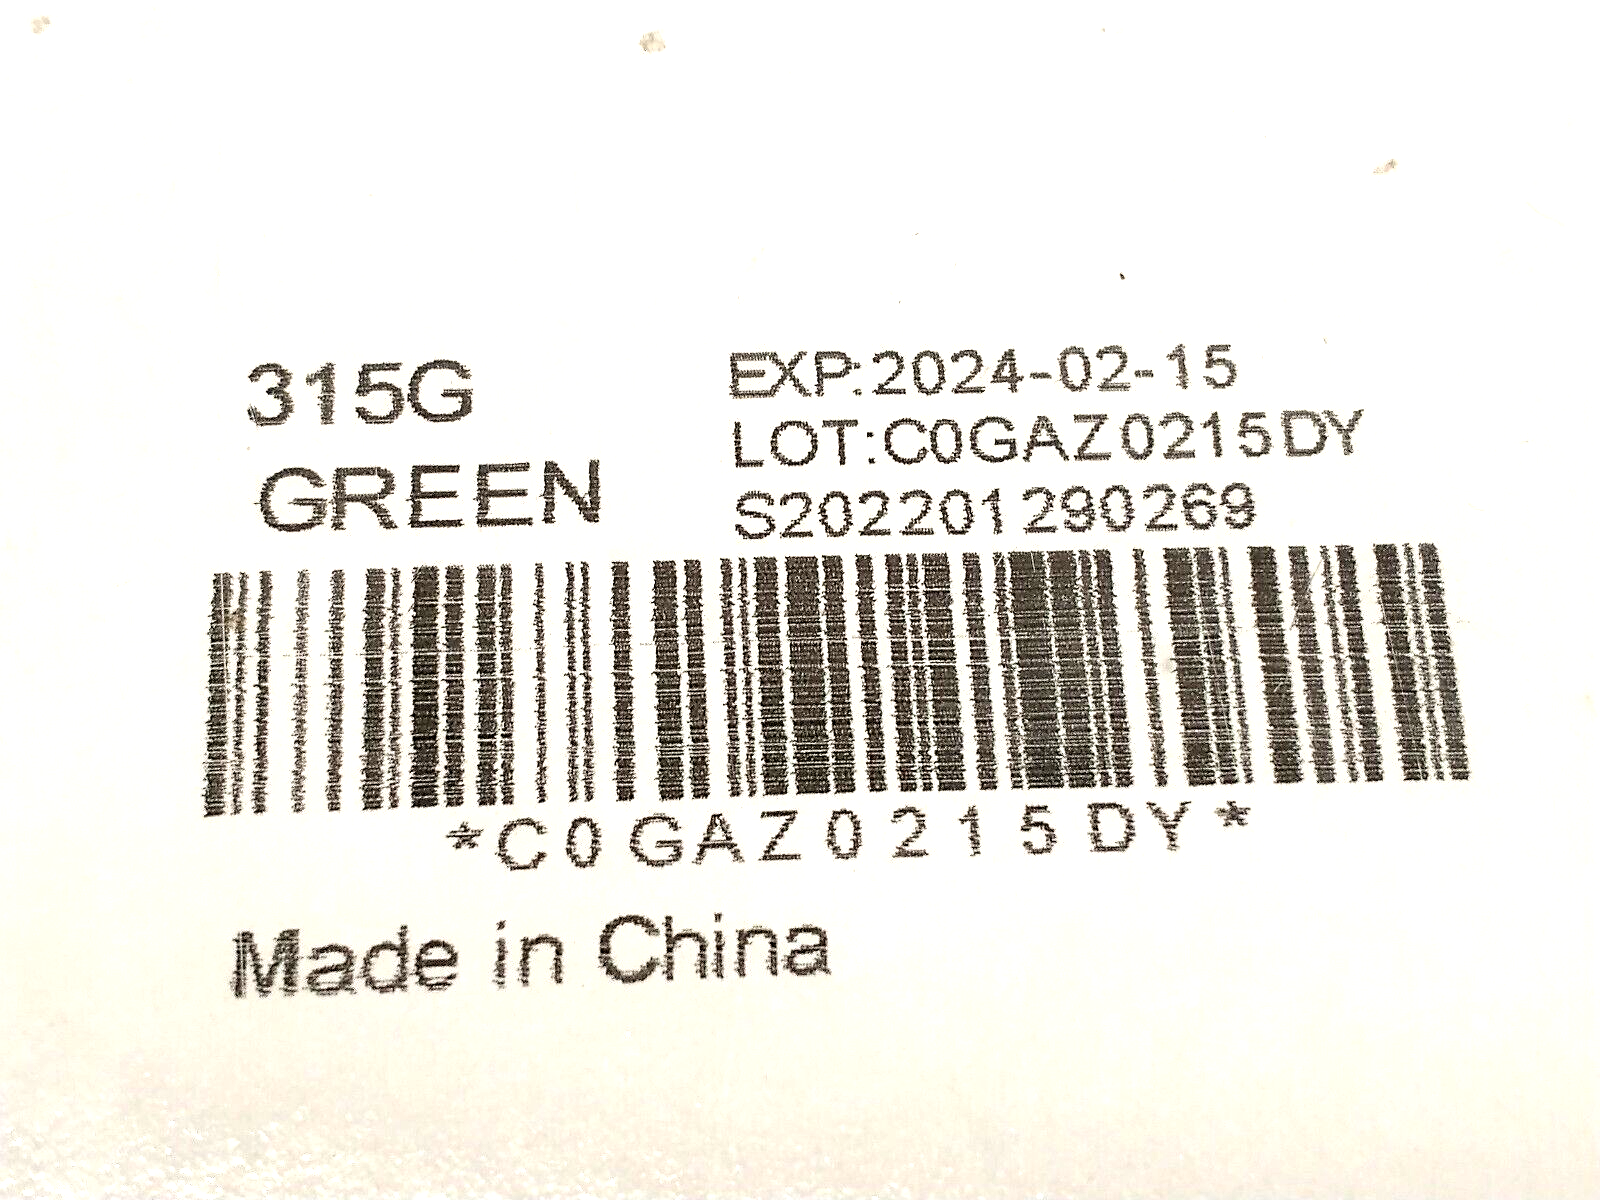 315G
GREEN
EXP:2024-02-15
LOT:C0GAZ0215DY
S202201290269
*C0GAZ0215DY*
Made in China